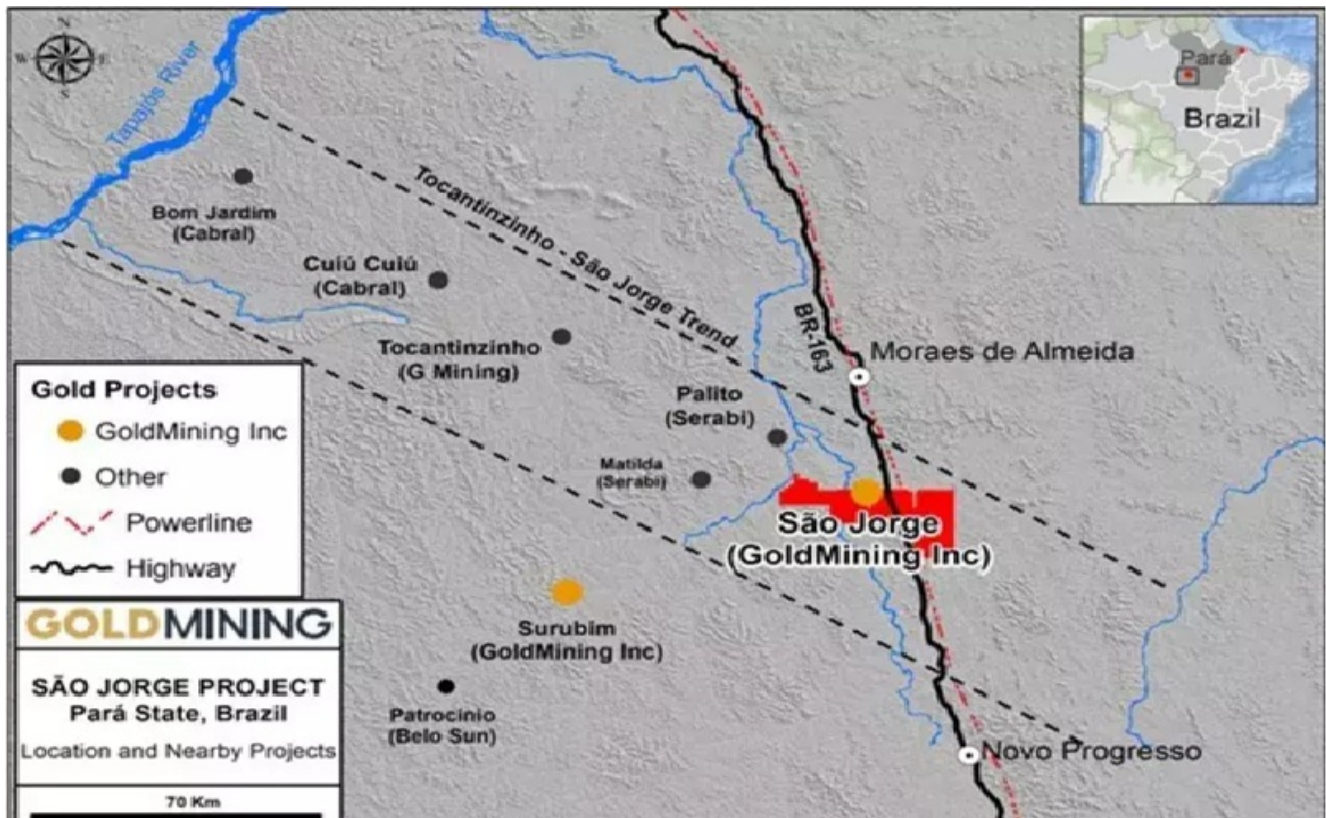 N
W
E
S
Tapajós River
Pará
Brazil
Bom Jardim
(Cabral)
Tocantinzinho - São Jorge Trend
Cuiú Cuiú
(Cabral)
BR-163
Tocantinzinho
(G Mining)
Moraes de Almeida
Palito
(Serabi)
Matilda
(Serabi)
São Jorge
(GoldMining Inc)
Surubim
(GoldMining Inc)
Patrocinio
(Belo Sun)
Novo Progresso
Gold Projects
GoldMining Inc
Other
Powerline
Highway
GOLDMINING
SÃO JORGE PROJECT
Pará State, Brazil
Location and Nearby Projects
70 Km